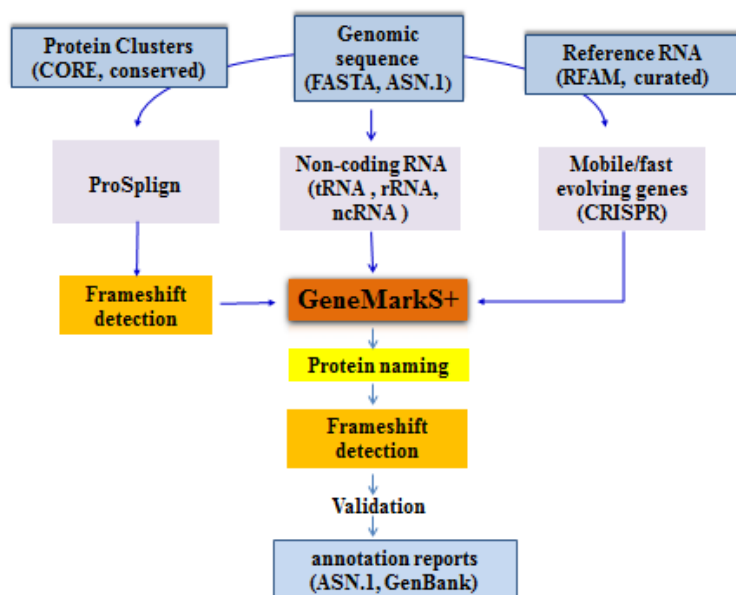 Protein Clusters
(CORE, conserved)
Genomic
sequence
(FASTA, ASN.1)
Reference RNA
(RFAM, curated)
ProSplign
Non-coding RNA
(tRNA , rRNA,
ncRNA )
Mobile/fast
evolving genes
(CRISPR)
Frameshift
detection
GeneMarkS+
Protein naming
Frameshift
detection
Validation
annotation reports
(ASN.1, GenBank)